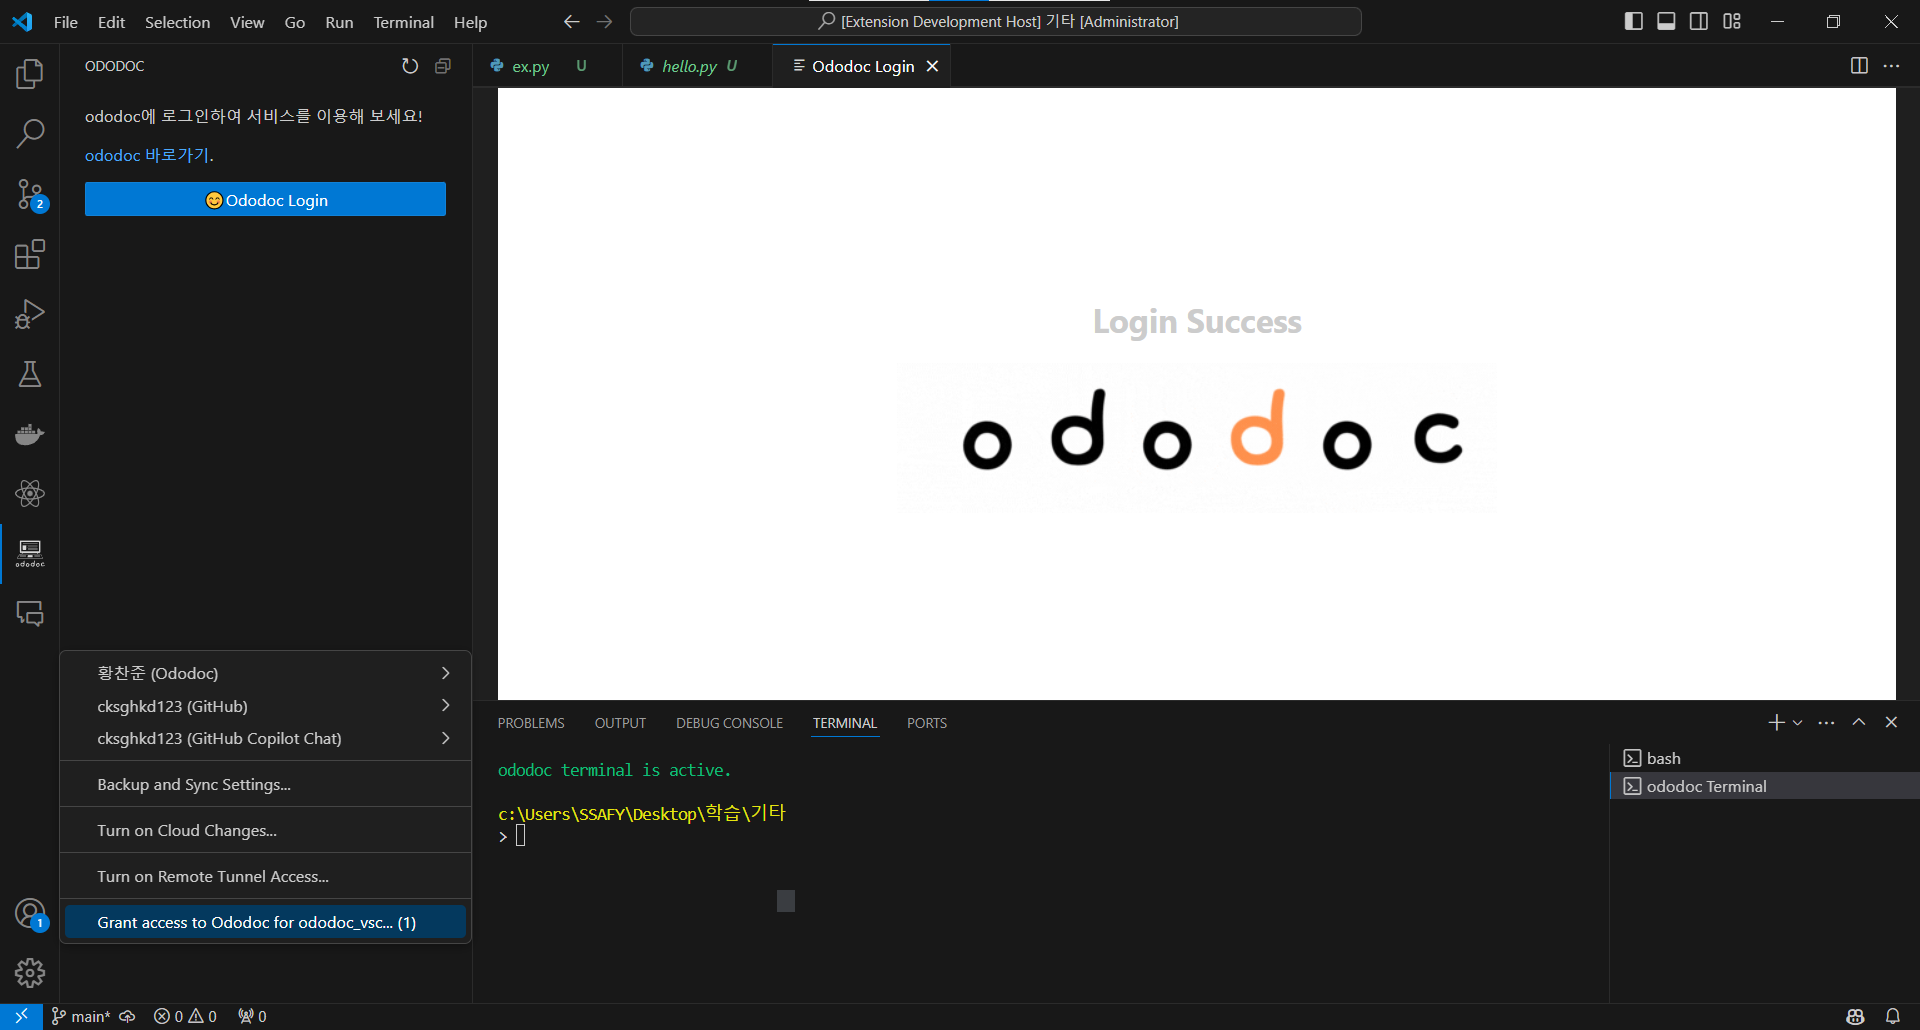 File Edit Selection View Go Run Terminal Help
[Extension Development Host] 기타 [Administrator]
ODODOC
ododoc에 로그인하여 서비스를 이용해 보세요!
ododoc 바로가기.
😊Ododoc Login
2
ododoc
황찬준 (Ododoc)
cksghkd123 (GitHub)
cksghkd123 (GitHub Copilot Chat)
Backup and Sync Settings...
Turn on Cloud Changes...
Turn on Remote Tunnel Access...
Grant access to Ododoc for ododoc_vsc... (1)
1
ex.py U
hello.py U
Ododoc Login
Login Success
ododoc
PROBLEMS OUTPUT DEBUG CONSOLE TERMINAL PORTS
ododoc terminal is active.
c:\Users\SSAFY\Desktop\학습\기타
>
bash
ododoc Terminal
main* 0 0 0